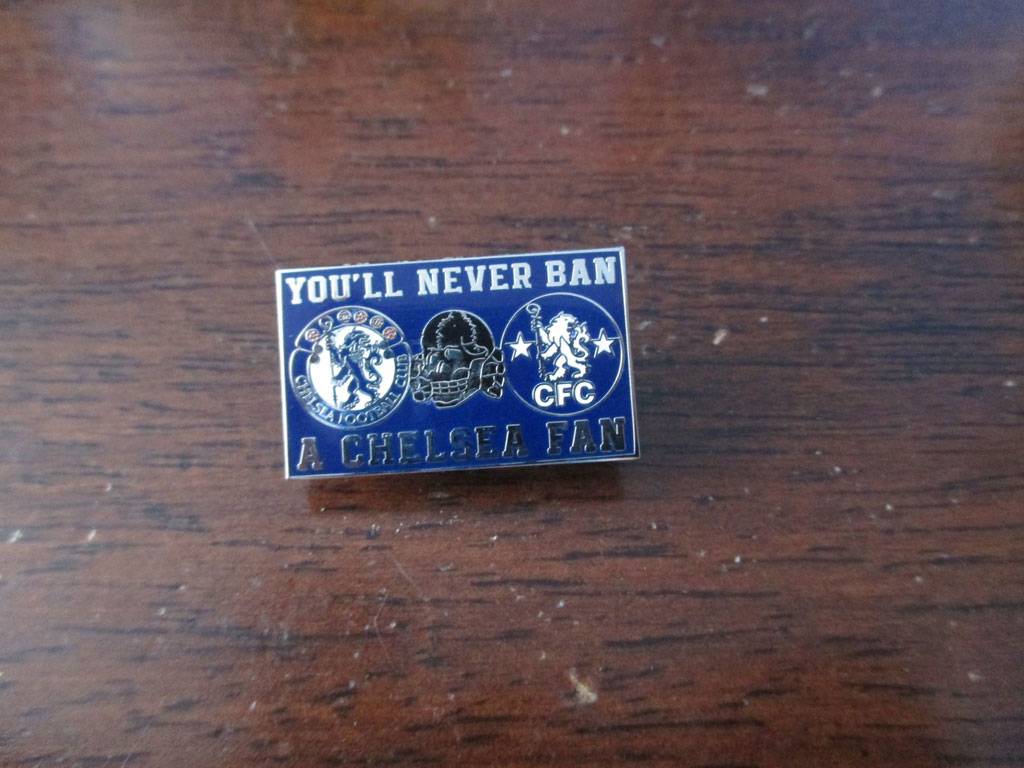 YOU'LL NEVER BAN
CHELSEA FOOTBALL CLUB
CFC
A CHELSEA FAN